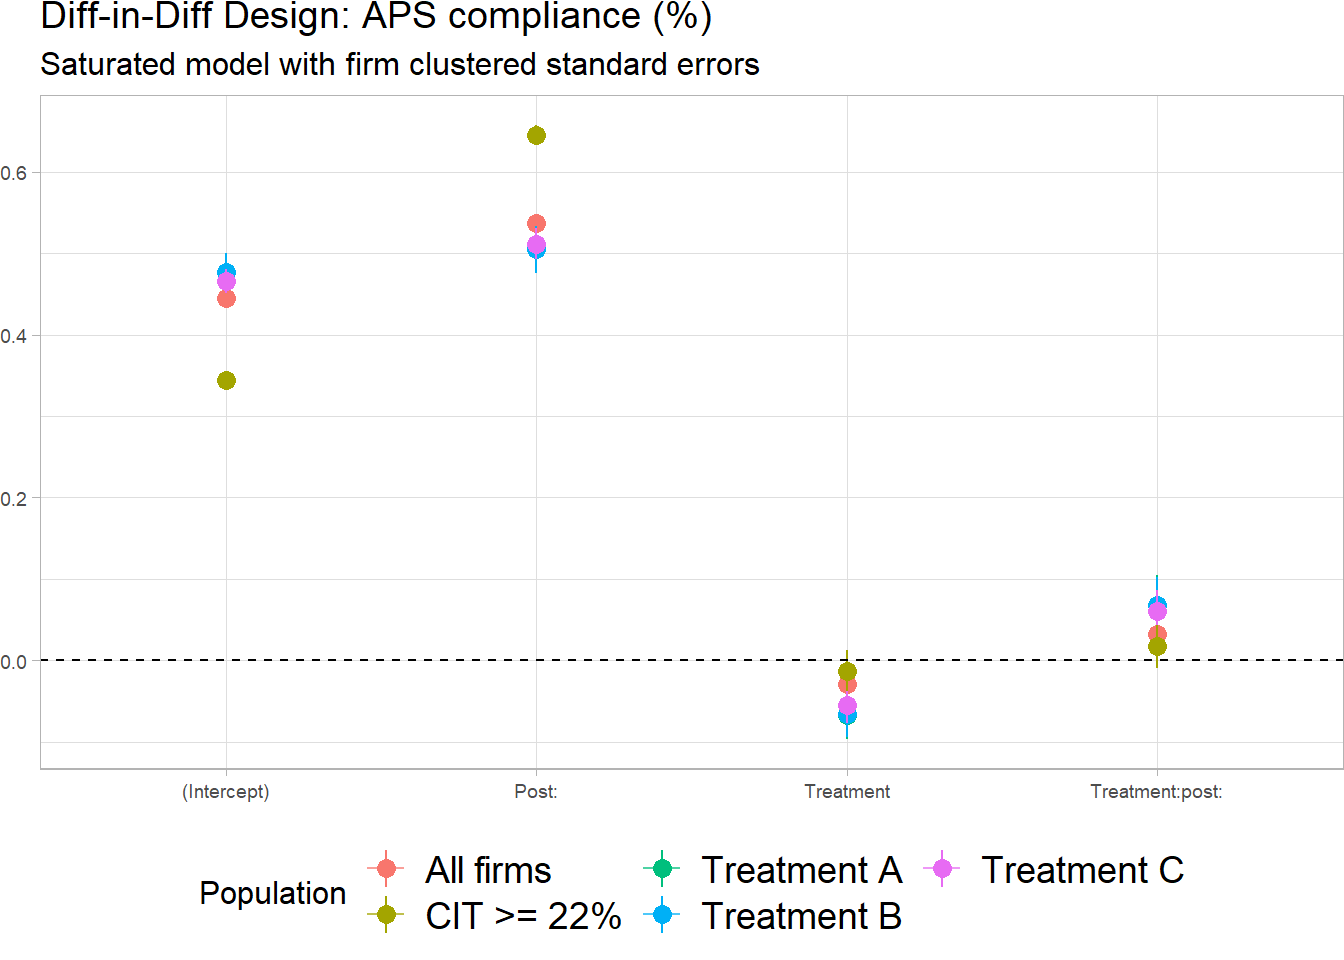 Diff-in-Diff Design: APS compliance (%)
Saturated model with firm clustered standard errors
0.6
0.4
0.2
0.0
(Intercept) Post: Treatment Treatment:post:
Population
All firms Treatment A Treatment C
CIT >= 22% Treatment B